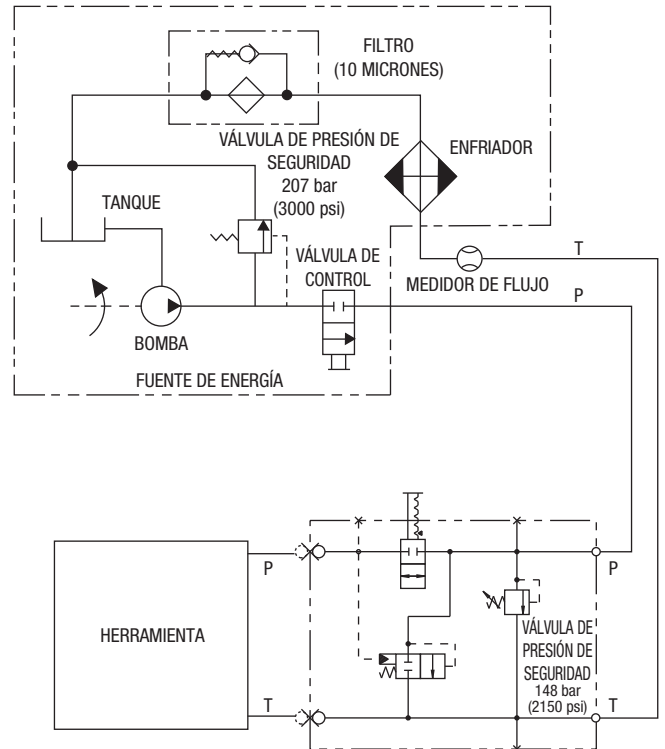 FILTRO
(10 MICRONES)
VÁLVULA DE PRESIÓN DE
SEGURIDAD
207 bar
(3000 psi)
ENFRIADOR
TANQUE
VÁLVULA DE
CONTROL
MEDIDOR DE FLUJO
T
P
BOMBA
FUENTE DE ENERGÍA
HERRAMIENTA
P
T
P
VÁLVULA DE
PRESIÓN DE
SEGURIDAD
148 bar
(2150 psi)
T